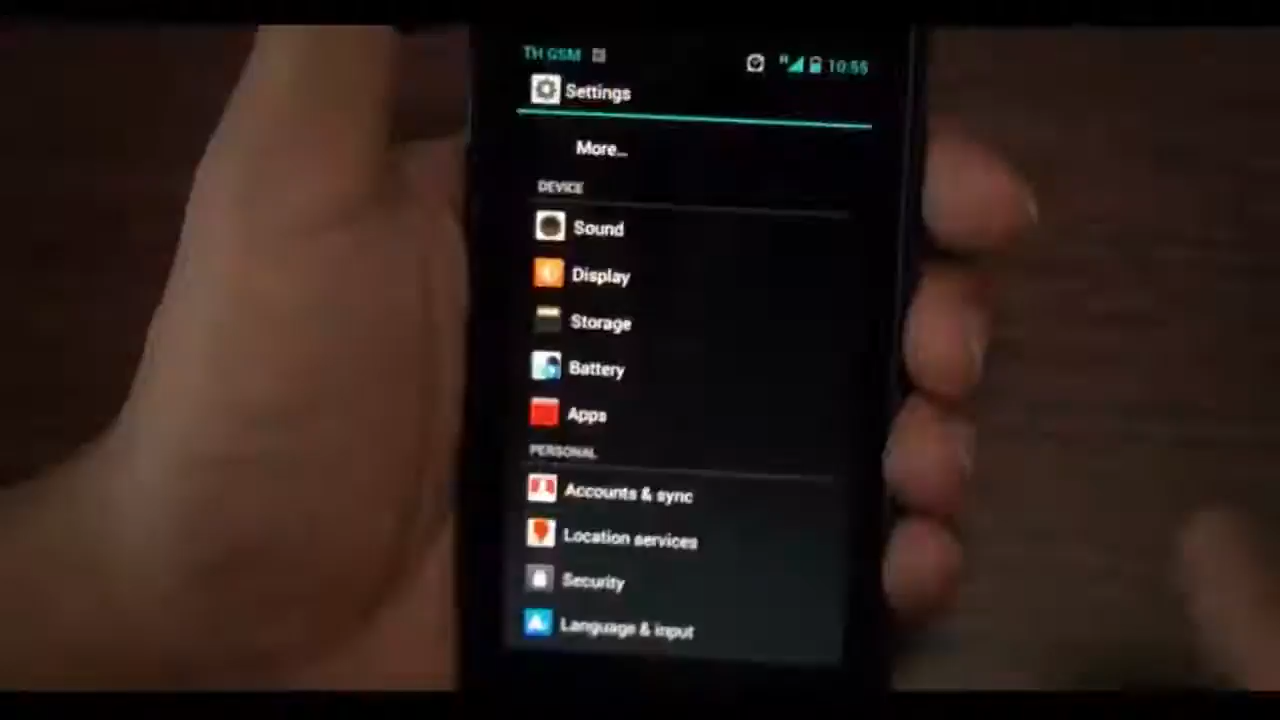 TH GSM
10:55
Settings
More...
DEVICE
Sound
Display
Storage
Battery
Apps
PERSONAL
Accounts & sync
Location services
Security
Language & input